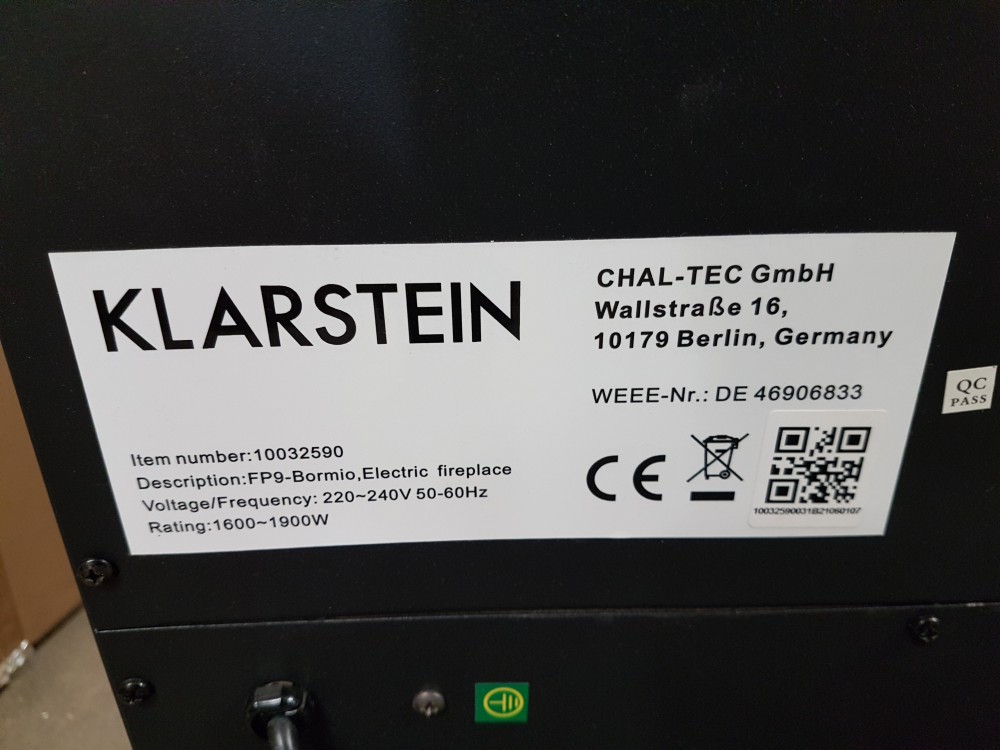 KLARSTEIN
CHAL-TEC GmbH
Wallstraße 16,
10179 Berlin, Germany
WEEE-Nr.: DE 46906833
Item number:10032590
Description:FP9-Bormio,Electric fireplace
Voltage/Frequency: 220~240V 50-60Hz
Rating:1600~1900W
CE
10032590031B21060107
QC
PASS